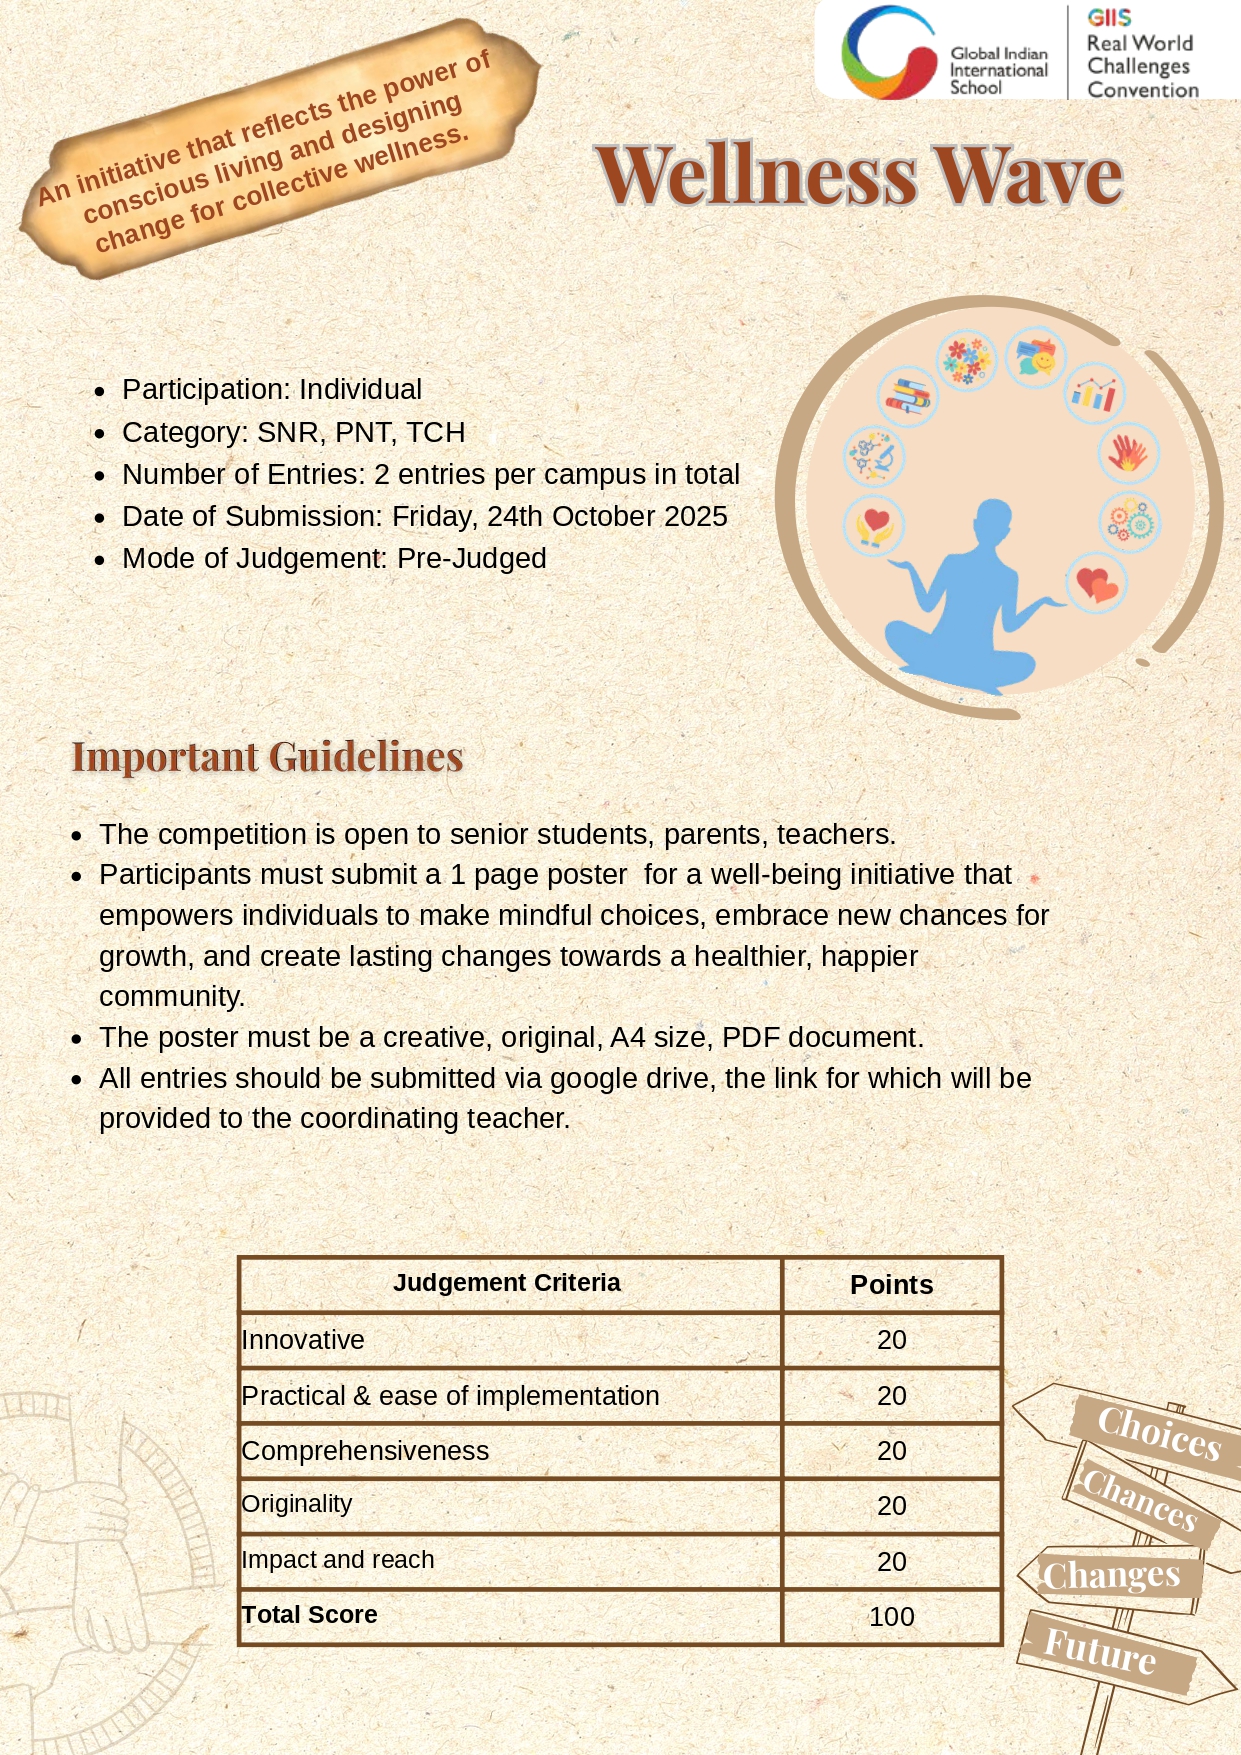 An initiative that reflects the power of
conscious living and designing
change for collective wellness.
Global Indian
International
School
GIIS
Real World
Challenges
Convention
Wellness Wave
• Participation: Individual
• Category: SNR, PNT, TCH
• Number of Entries: 2 entries per campus in total
• Date of Submission: Friday, 24th October 2025
• Mode of Judgement: Pre-Judged
Important Guidelines
• The competition is open to senior students, parents, teachers.
• Participants must submit a 1 page poster  for a well-being initiative that
empowers individuals to make mindful choices, embrace new chances for
growth, and create lasting changes towards a healthier, happier
community.
• The poster must be a creative, original, A4 size, PDF document.
• All entries should be submitted via google drive, the link for which will be
provided to the coordinating teacher.
Judgement Criteria Points
Innovative 20
Practical & ease of implementation 20
Comprehensiveness 20
Originality 20
Impact and reach 20
Total Score 100
Choices
Chances
Changes
Future